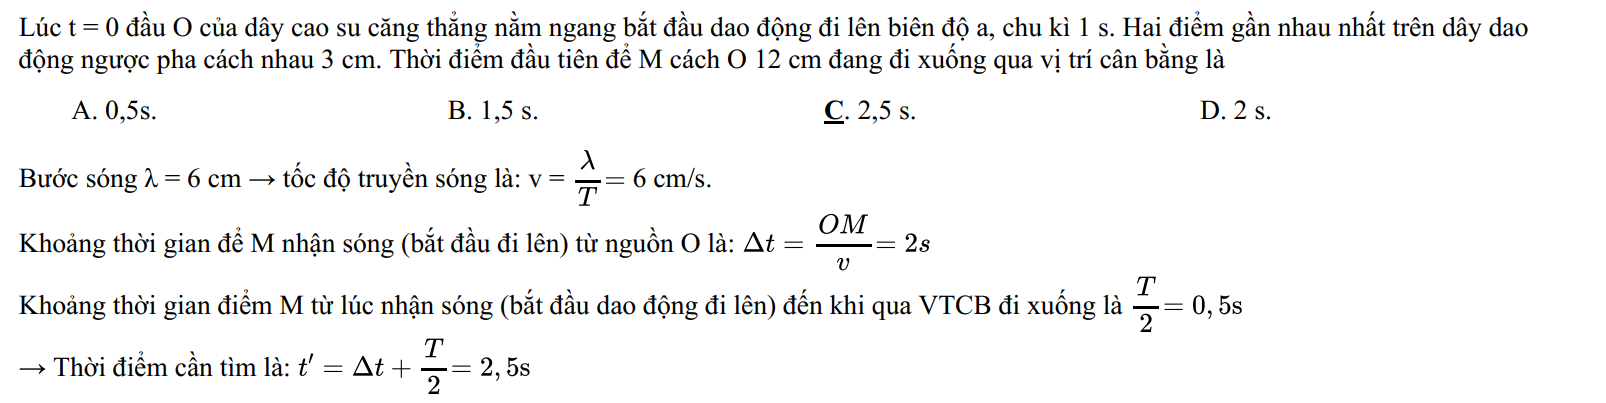 Lúc t = 0 đầu O của dây cao su căng thẳng nằm ngang bắt đầu dao động đi lên biên độ a, chu kì 1 s. Hai điểm gần nhau nhất trên dây dao
động ngược pha cách nhau 3 cm. Thời điểm đầu tiên để M cách O 12 cm đang đi xuống qua vị trí cân bằng là
A. 0,5s. B. 1,5 s. C. 2,5 s. D. 2 s.
Bước sóng λ = 6 cm → tốc độ truyền sóng là: v = \frac{λ}{T} = 6 cm/s.
Khoảng thời gian để M nhận sóng (bắt đầu đi lên) từ nguồn O là: Δt = \frac{OM}{v} = 2s
Khoảng thời gian điểm M từ lúc nhận sóng (bắt đầu dao động đi lên) đến khi qua VTCB đi xuống là \frac{T}{2} = 0,5s
→ Thời điểm cần tìm là: t′ = Δt + \frac{T}{2} = 2,5s